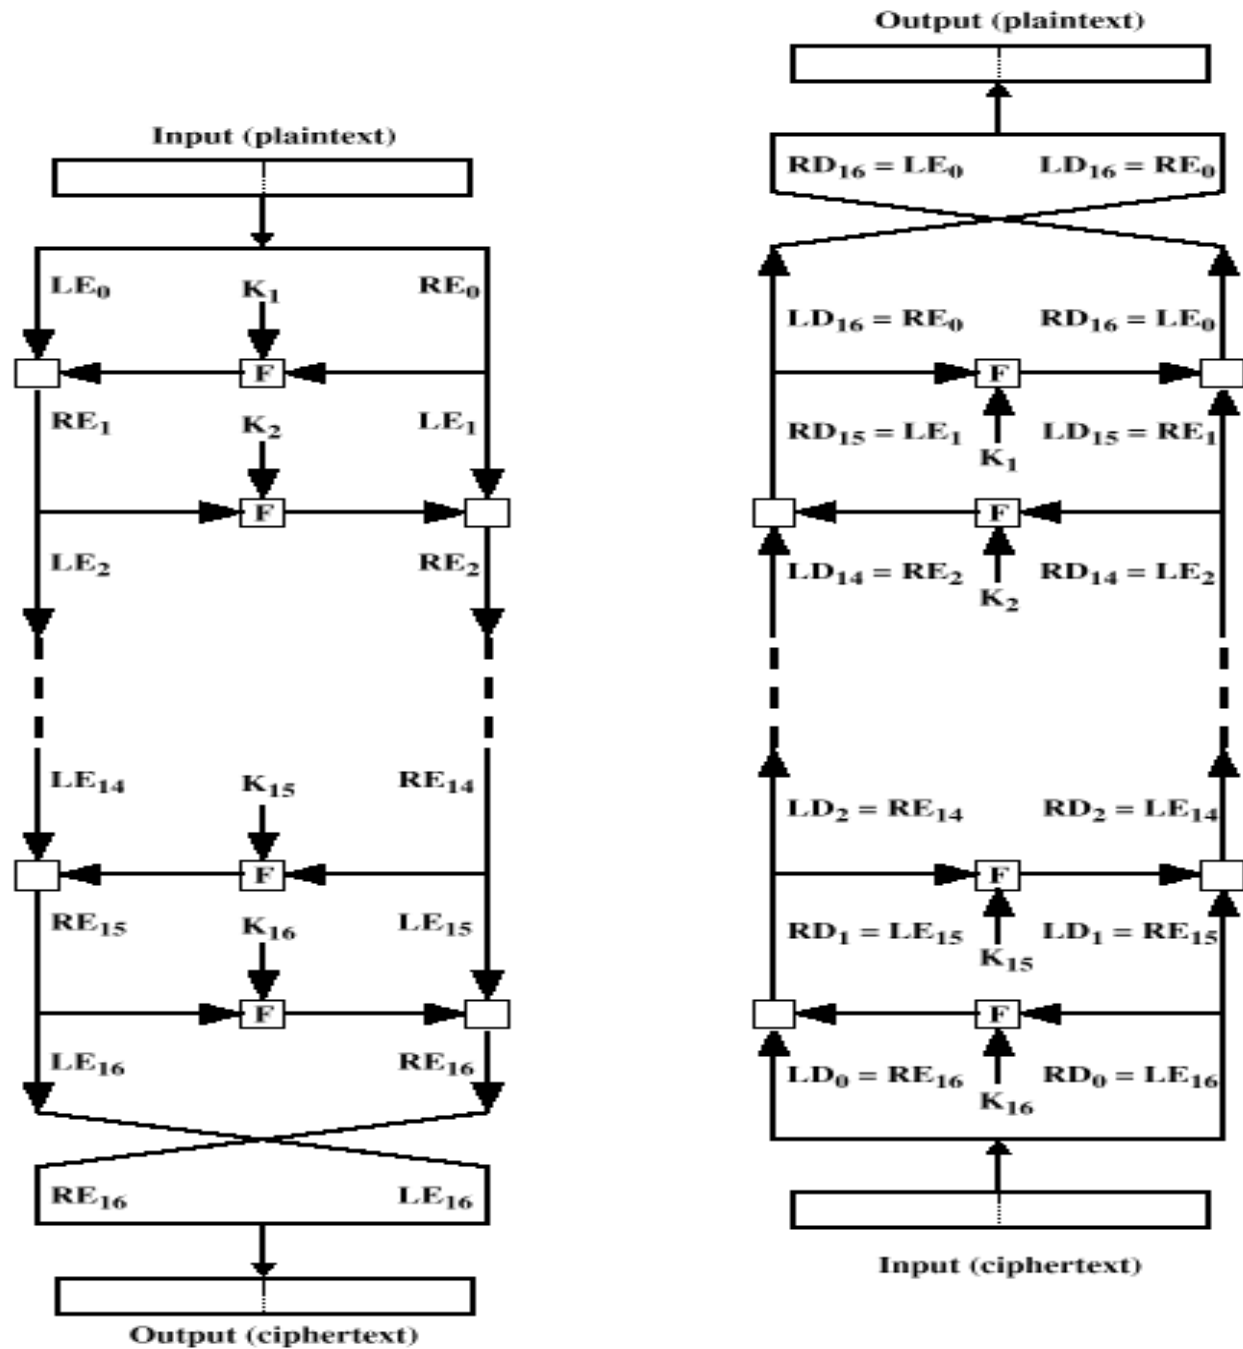 Input (plaintext)
LE0 K1 RE0
F
RE1 K2 LE1
F
LE2 RE2
LE14 K15 RE14
F
RE15 K16 LE15
F
LE16 RE16
RE16 LE16
Output (ciphertext)
Output (plaintext)
RD16 = LE0 LD16 = RE0
LD16 = RE0 RD16 = LE0
F
RD15 = LE1 LD15 = RE1
K1
F
LD14 = RE2 RD14 = LE2
K2
LD2 = RE14 RD2 = LE14
F
RD1 = LE15 LD1 = RE15
K15
F
LD0 = RE16 RD0 = LE16
K16
Input (ciphertext)